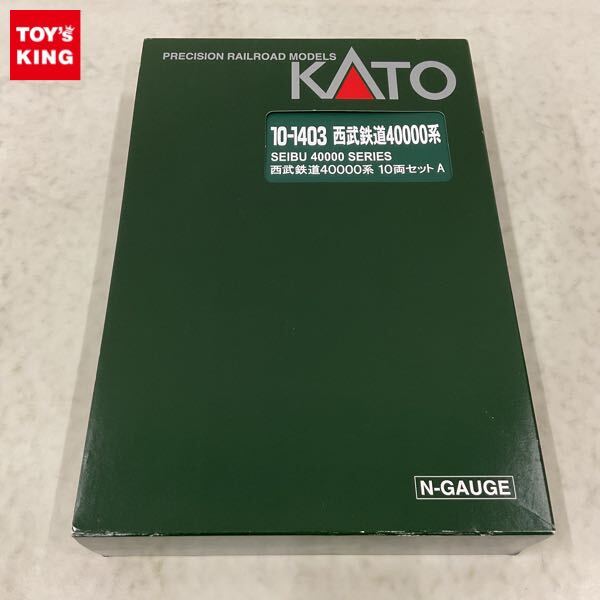 TOY'S
KING
PRECISION RAILROAD MODELS
KATO
10-1403 西武鉄道40000系
SEIBU 40000 SERIES
西武鉄道40000系 10両セット A
N-GAUGE